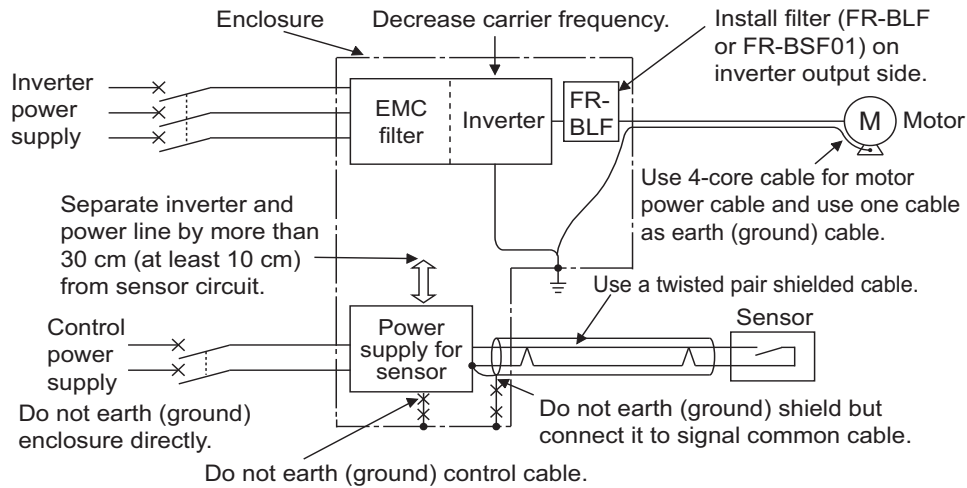 Enclosure
Decrease carrier frequency.
Install filter (FR-BLF
or FR-BSF01) on
inverter output side.
Inverter
power
supply
EMC
filter
Inverter
FR-
BLF
M
Motor
Use 4-core cable for motor
power cable and use one cable
as earth (ground) cable.
Separate inverter and
power line by more than
30 cm (at least 10 cm)
from sensor circuit.
Use a twisted pair shielded cable.
Control
power
supply
Power
supply for
sensor
Sensor
Do not earth (ground)
enclosure directly.
Do not earth (ground) shield but
connect it to signal common cable.
Do not earth (ground) control cable.